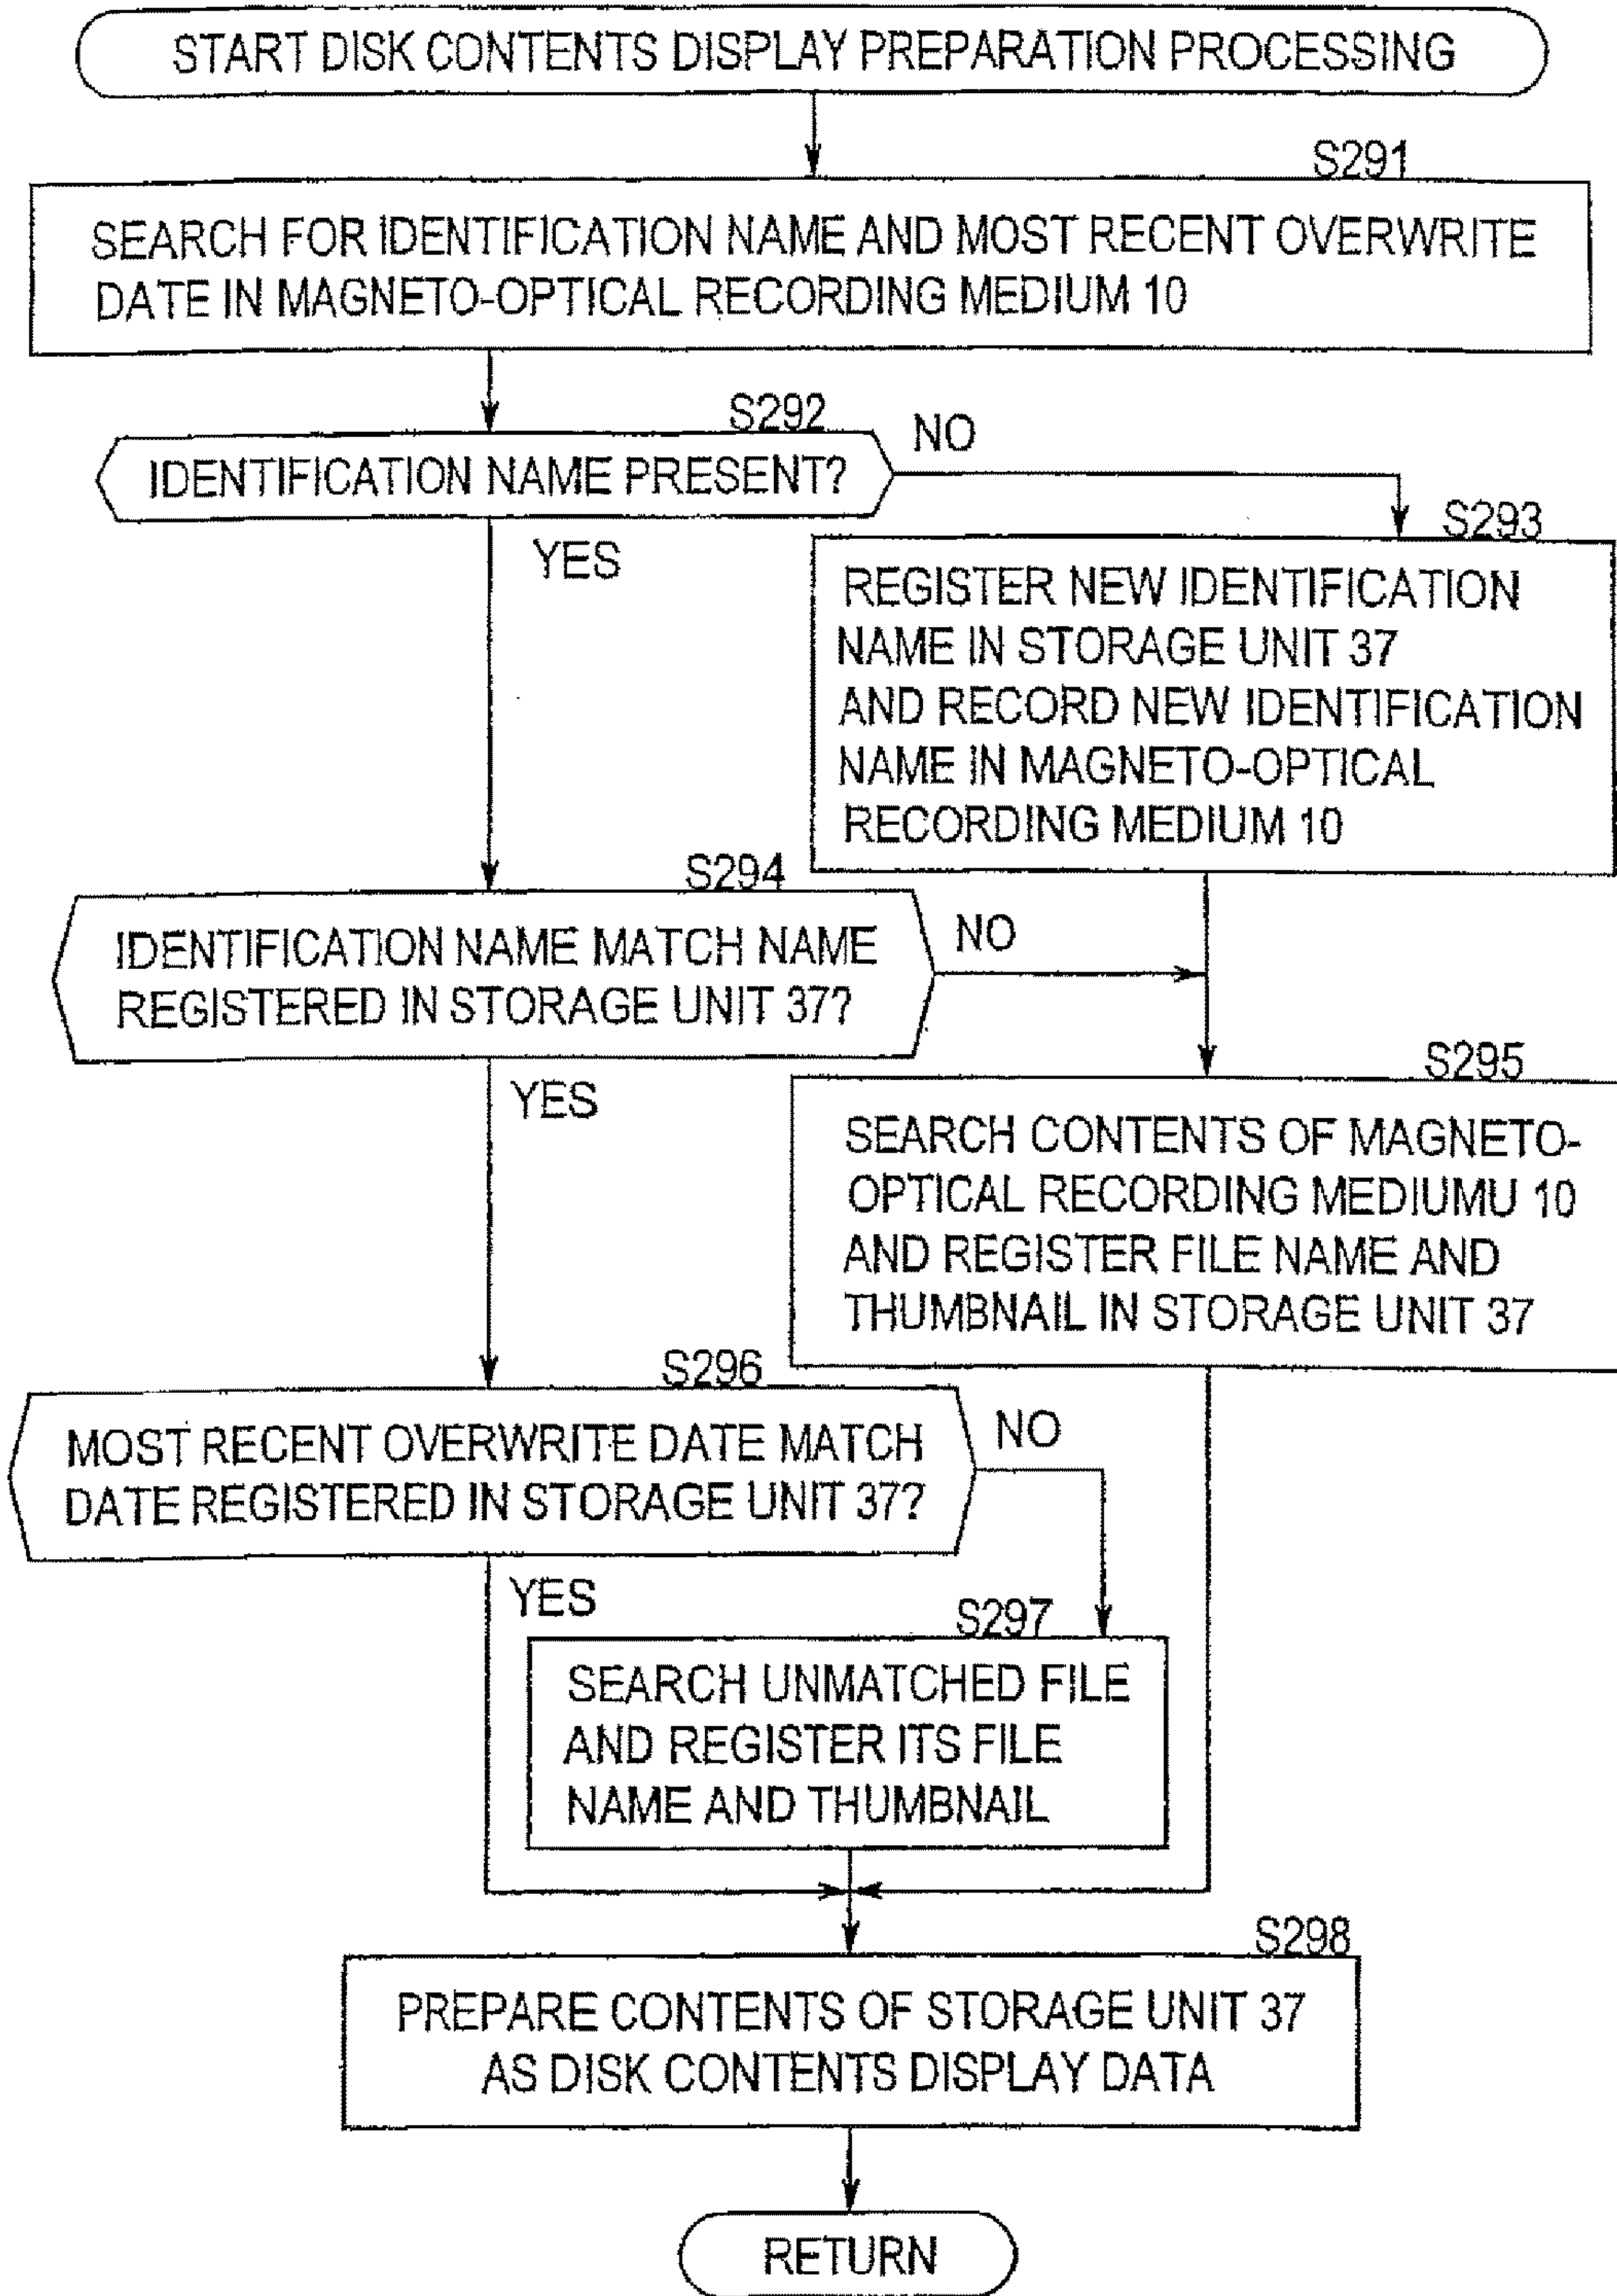 START DISK CONTENTS DISPLAY PREPARATION PROCESSING
S291
SEARCH FOR IDENTIFICATION NAME AND MOST RECENT OVERWRITE
DATE IN MAGNETO-OPTICAL RECORDING MEDIUM 10
S292
NO
IDENTIFICATION NAME PRESENT?
YES
S293
REGISTER NEW IDENTIFICATION
NAME IN STORAGE UNIT 37
AND RECORD NEW IDENTIFICATION
NAME IN MAGNETO-OPTICAL
RECORDING MEDIUM 10
S294
NO
IDENTIFICATION NAME MATCH NAME
REGISTERED IN STORAGE UNIT 37?
YES
S295
SEARCH CONTENTS OF MAGNETO-
OPTICAL RECORDING MEDIUMU 10
AND REGISTER FILE NAME AND
THUMBNAIL IN STORAGE UNIT 37
S296
NO
MOST RECENT OVERWRITE DATE MATCH
DATE REGISTERED IN STORAGE UNIT 37?
YES
S297
SEARCH UNMATCHED FILE
AND REGISTER ITS FILE
NAME AND THUMBNAIL
S298
PREPARE CONTENTS OF STORAGE UNIT 37
AS DISK CONTENTS DISPLAY DATA
RETURN